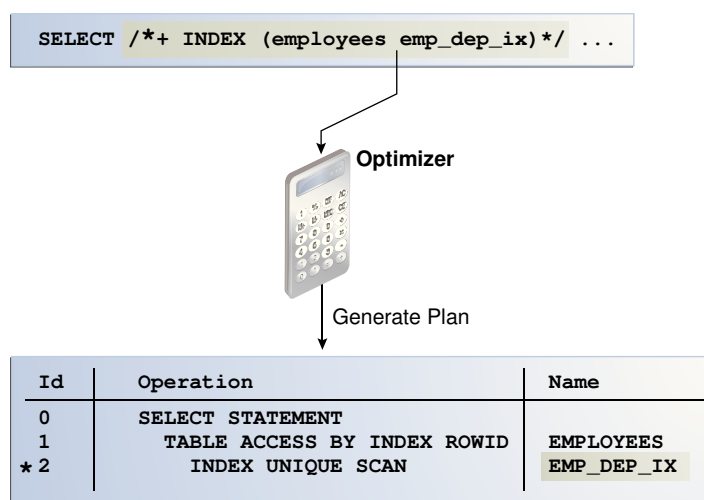 SELECT /*+ INDEX (employees emp_dep_ix)*/ ...
Optimizer
Generate Plan
Id Operation Name
0 SELECT STATEMENT
1 TABLE ACCESS BY INDEX ROWID EMPLOYEES
* 2 INDEX UNIQUE SCAN EMP_DEP_IX